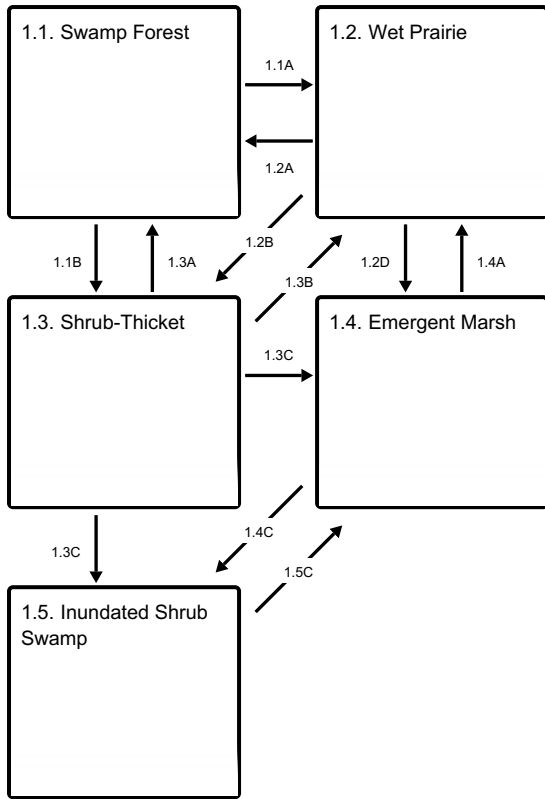 1.1. Swamp Forest
1.2. Wet Prairie
1.1A
1.2A
1.2B
1.1B
1.3A
1.3B
1.2D
1.4A
1.3. Shrub-Thicket
1.4. Emergent Marsh
1.3C
1.4C
1.3C
1.5C
1.5. Inundated Shrub
Swamp